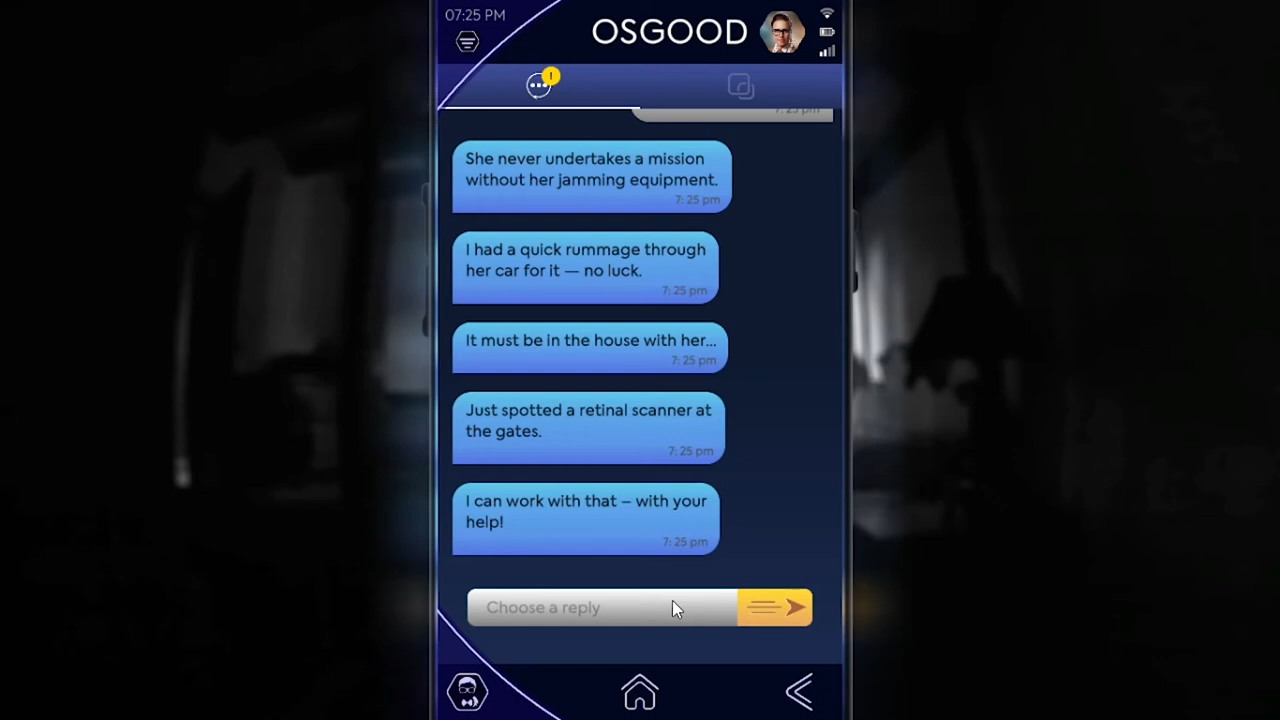 07:25 PM
OSGOOD
!
7:25 pm
She never undertakes a mission
without her jamming equipment.
7:25 pm
I had a quick rummage through
her car for it — no luck.
7:25 pm
It must be in the house with her...
7:25 pm
Just spotted a retinal scanner at
the gates.
7:25 pm
I can work with that – with your
help!
7:25 pm
Choose a reply